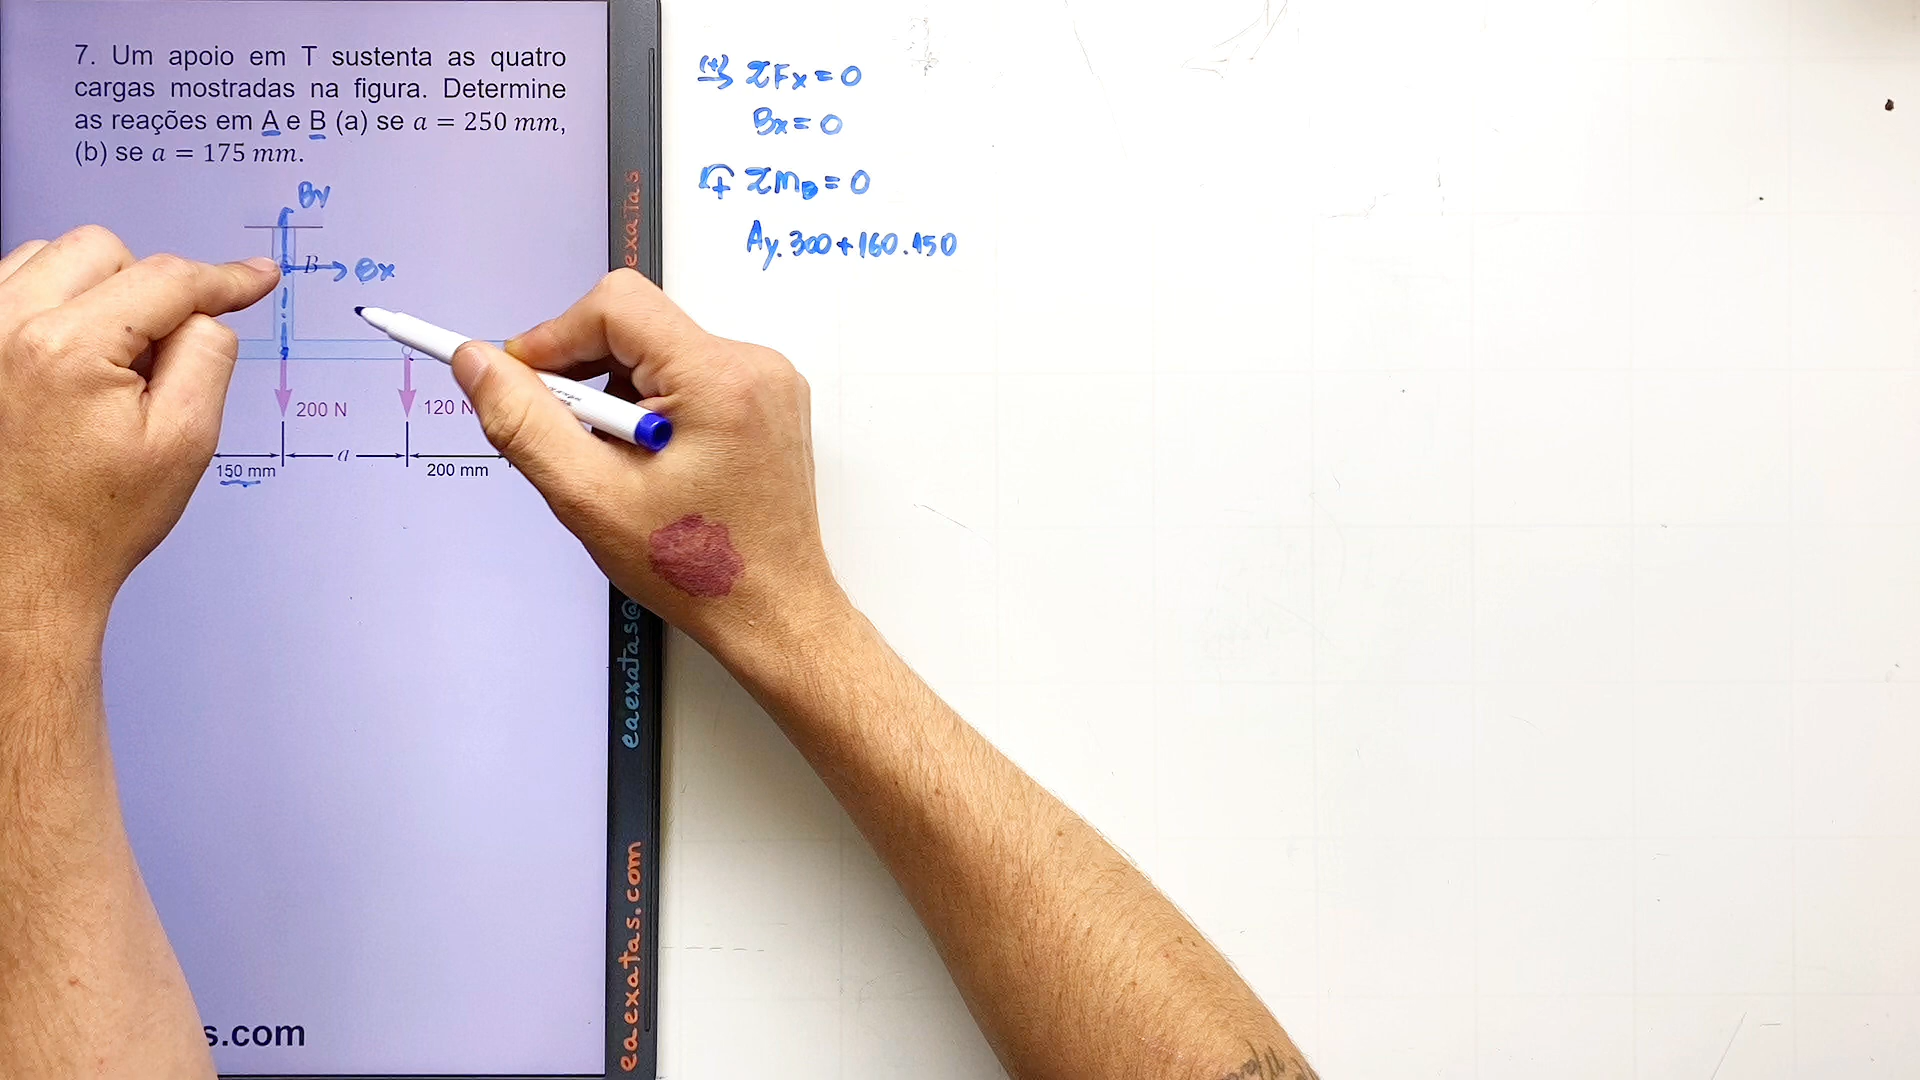 7. Um apoio em T sustenta as quatro
cargas mostradas na figura. Determine
as reações em A e B (a) se a = 250 mm,
(b) se a = 175 mm.
By
B
Bx
200 N
120 N
150 mm
a
200 mm
s.com
exatas
eaexatas@
eaexatas.com
(+) ΣFx = 0
Bx = 0
+ ΣMB = 0
Ay.300+160.150